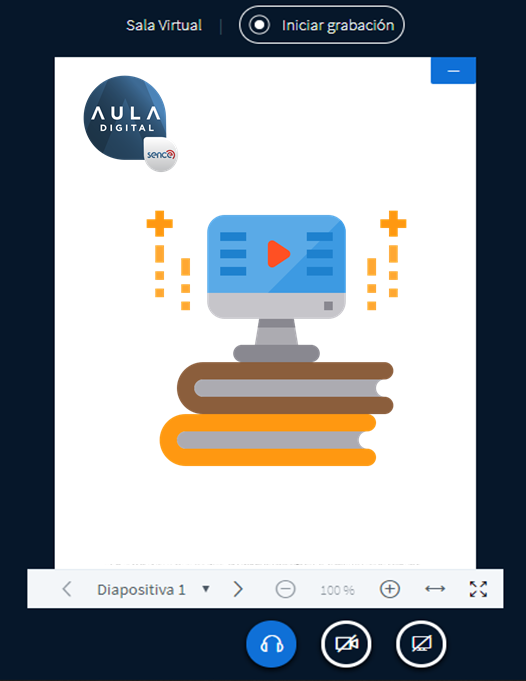 Sala Virtual | Iniciar grabación
AULA
DIGITAL
sence
Diapositiva 1
100 %